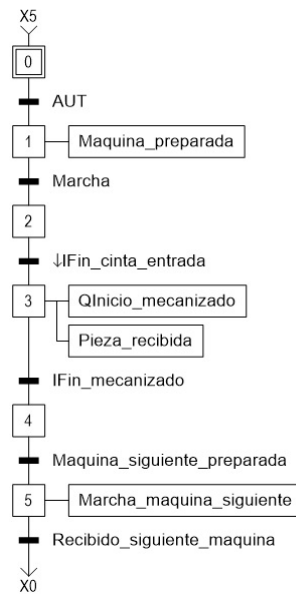 X5
0
AUT
1 Maquina_preparada
Marcha
2
↓IFin_cinta_entrada
3 QInicio_mecanizado
Pieza_recibida
IFin_mecanizado
4
Maquina_siguiente_preparada
5 Marcha_maquina_siguiente
Recibido_siguiente_maquina
X0